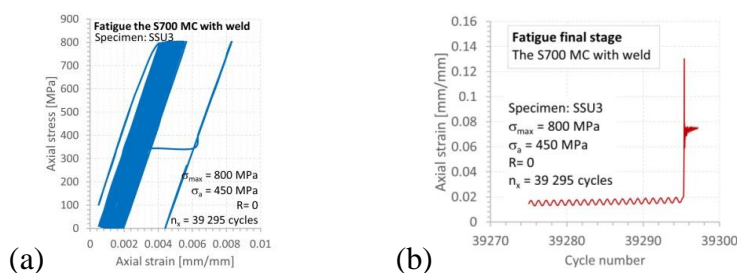 Fatigue the S700 MC with weld
Specimen: SSU3
Axial stress [MPa]
900
800
700
600
500
400
300
200
100
0
σmax = 800 MPa
σa = 450 MPa
R= 0
nx = 39 295 cycles
0 0.002 0.004 0.006 0.008 0.01
Axial strain [mm/mm]
(a)
Axial strain [mm/mm]
0.16
0.14
0.12
0.1
0.08
0.06
0.04
0.02
0
Fatigue final stage
The S700 MC with weld
Specimen: SSU3
σmax = 800 MPa
σa = 450 MPa
R= 0
nx = 39 295 cycles
39270 39280 39290 39300
Cycle number
(b)